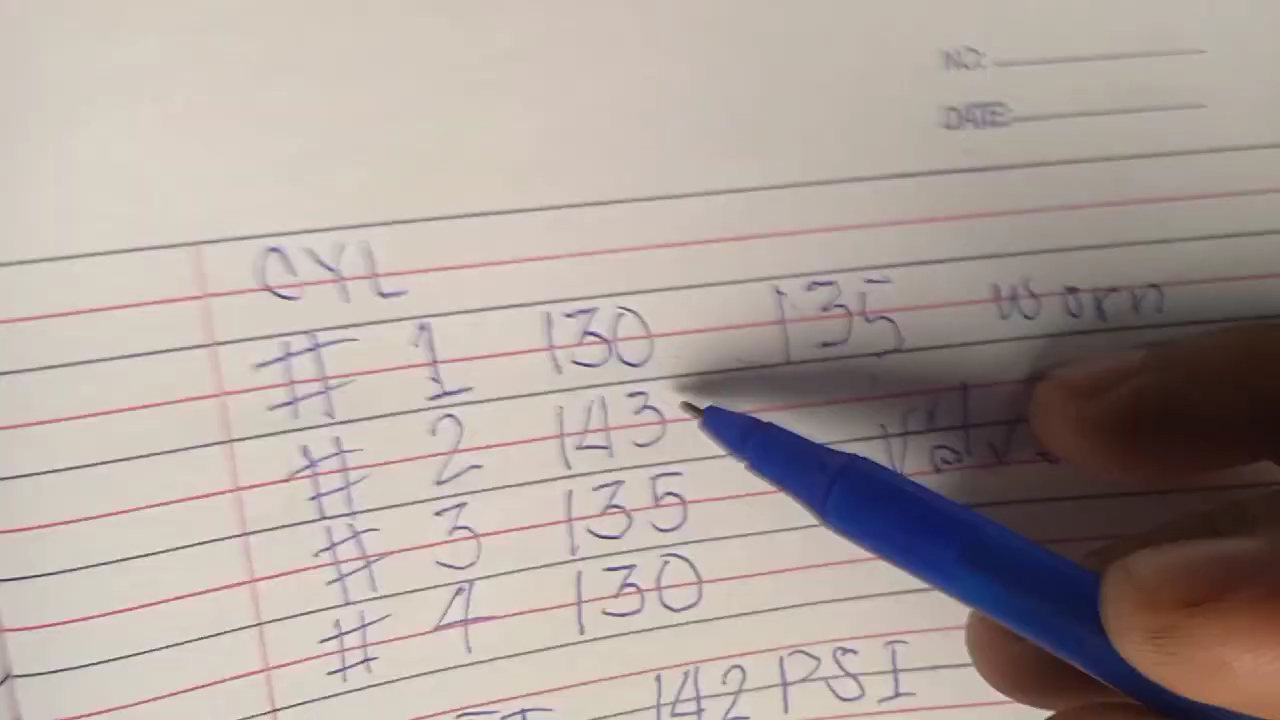 NO:
DATE:
CYL
# 1 130 135 worn
# 2 143
# 3 135
# 4 130
142 PSI